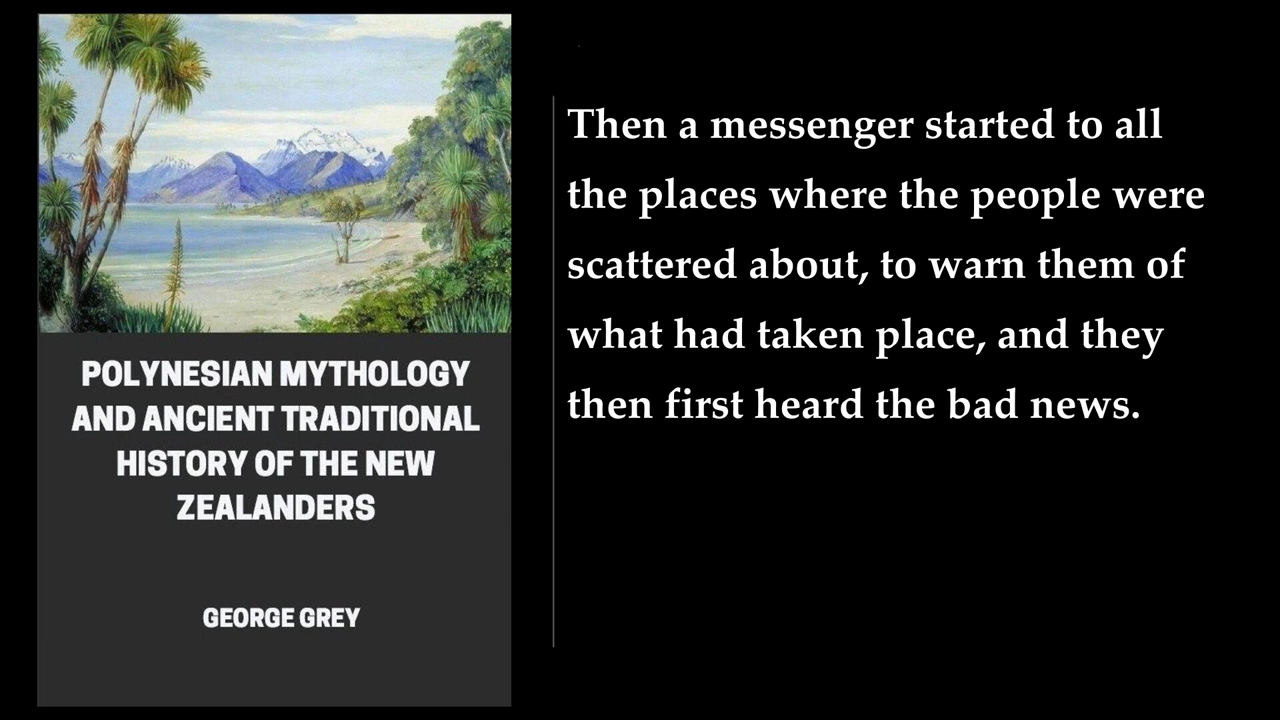 POLYNESIAN MYTHOLOGY
AND ANCIENT TRADITIONAL
HISTORY OF THE NEW
ZEALANDERS
GEORGE GREY
Then a messenger started to all
the places where the people were
scattered about, to warn them of
what had taken place, and they
then first heard the bad news.